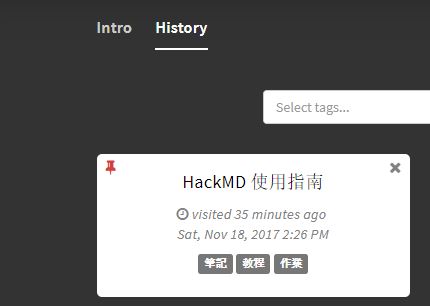 Intro
History
Select tags...
HackMD 使用指南
visited 35 minutes ago
Sat, Nov 18, 2017 2:26 PM
筆記 教程 作業